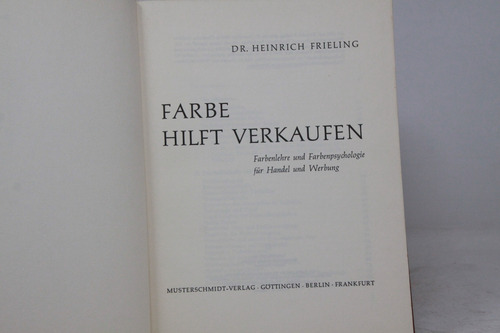 DR. HEINRICH FRIELING
FARBE
HILFT VERKAUFEN
Farbenlehre und Farbenpsychologie
für Handel und Werbung
MUSTERSCHMIDT-VERLAG · GÖTTINGEN · BERLIN · FRANKFURT